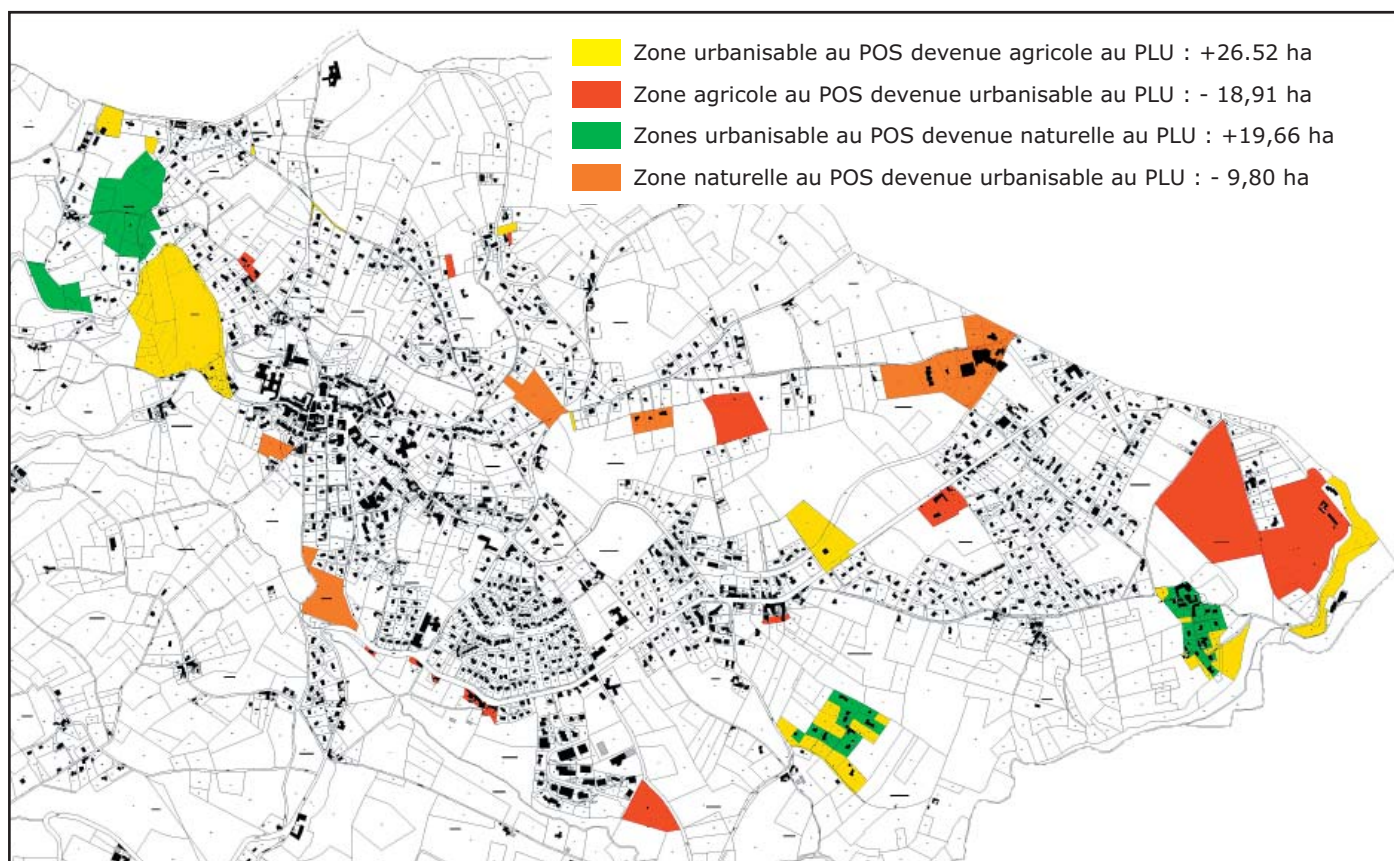 Zone urbanisable au POS devenue agricole au PLU : +26.52 ha
Zone agricole au POS devenue urbanisable au PLU : - 18,91 ha
Zones urbanisable au POS devenue naturelle au PLU : +19,66 ha
Zone naturelle au POS devenue urbanisable au PLU : - 9,80 ha